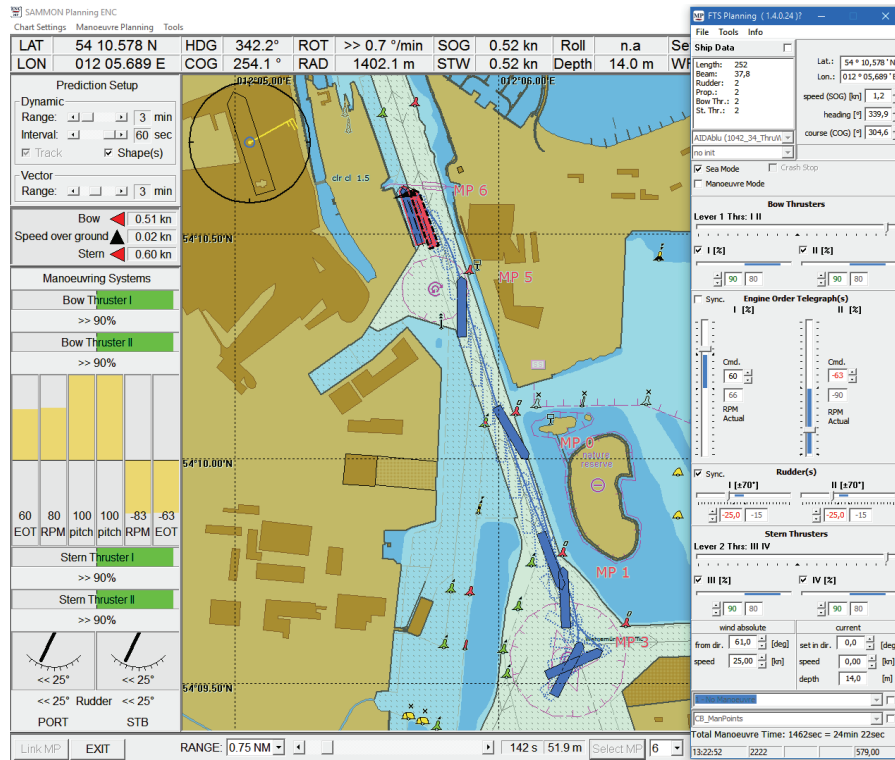 SAMMON Planning ENC
Chart Settings Manoeuvre Planning Tools
LAT 54 10.578 N HDG 342.2° ROT >> 0.7 °/min SOG 0.52 kn Roll n.a Se
LON 012 05.689 E COG 254.1 ° RAD 1402.1 m STW 0.52 kn Depth 14.0 m
Prediction Setup
Dynamic
Range: 3 min
Interval: 60 sec
Track Shape(s)
Vector
Range: 3 min
Bow 0.51 kn
Speed over ground 0.02 kn
Stern 0.60 kn
Manoeuvring Systems
Bow Thruster I
>> 90%
Bow Thruster II
>> 90%
60 80 100 100 -83 -63
EOT RPM pitch pitch RPM EOT
Stern Thruster I
>> 90%
Stern Thruster II
>> 90%
<< 25° << 25°
<< 25° Rudder << 25°
PORT STB
Link MP EXIT
012°05.00'E
012°06.00'E
clr cl 1.5
MP 6
54°10.50'N
MP 5
MP 0
54°10.00'N
nature
reserve
MP 1
MP 3
54°09.50'N
RANGE: 0.75 NM 142 s 51.9 m Select MP 6
MP FTS Planning ( 1.4.0.24)?
File Tools Info
Ship Data
Length: 252
Beam: 37,8
Rudder: 2
Prop.: 2
Bow Thr.: 2
St. Thr.: 2
Lat.: 54 ° 10,578 'N
Lon.: 012 ° 05,689 'E
speed (SOG) [kn] 1,2
heading [°] 339,9
course (COG) [°] 304,6
AIDAblu (1042_34_ThruW
no init
Sea Mode Crash Stop
Manoeuvre Mode
Bow Thrusters
Lever 1 Thrs: I II
I [%] II [%]
90 80 90 80
Sync. Engine Order Telegraph(s)
I [%] II [%]
Cmd. Cmd.
60 -63
66 -90
RPM RPM
Actual Actual
Sync. Rudder(s)
I [±70°] II [±70°]
-25,0 -15 -25,0 -15
Stern Thrusters
Lever 2 Thrs: III IV
III [%] IV [%]
90 80 90 80
wind absolute current
from dir. 61,0 [deg] set in dir. 0,0 [deg
speed 25,00 [kn] speed 0,00 [kn]
depth 14,0 [m]
CB_ManPoints
Total Manoeuvre Time: 1462sec = 24min 22sec
13:22:52 2222 579,00